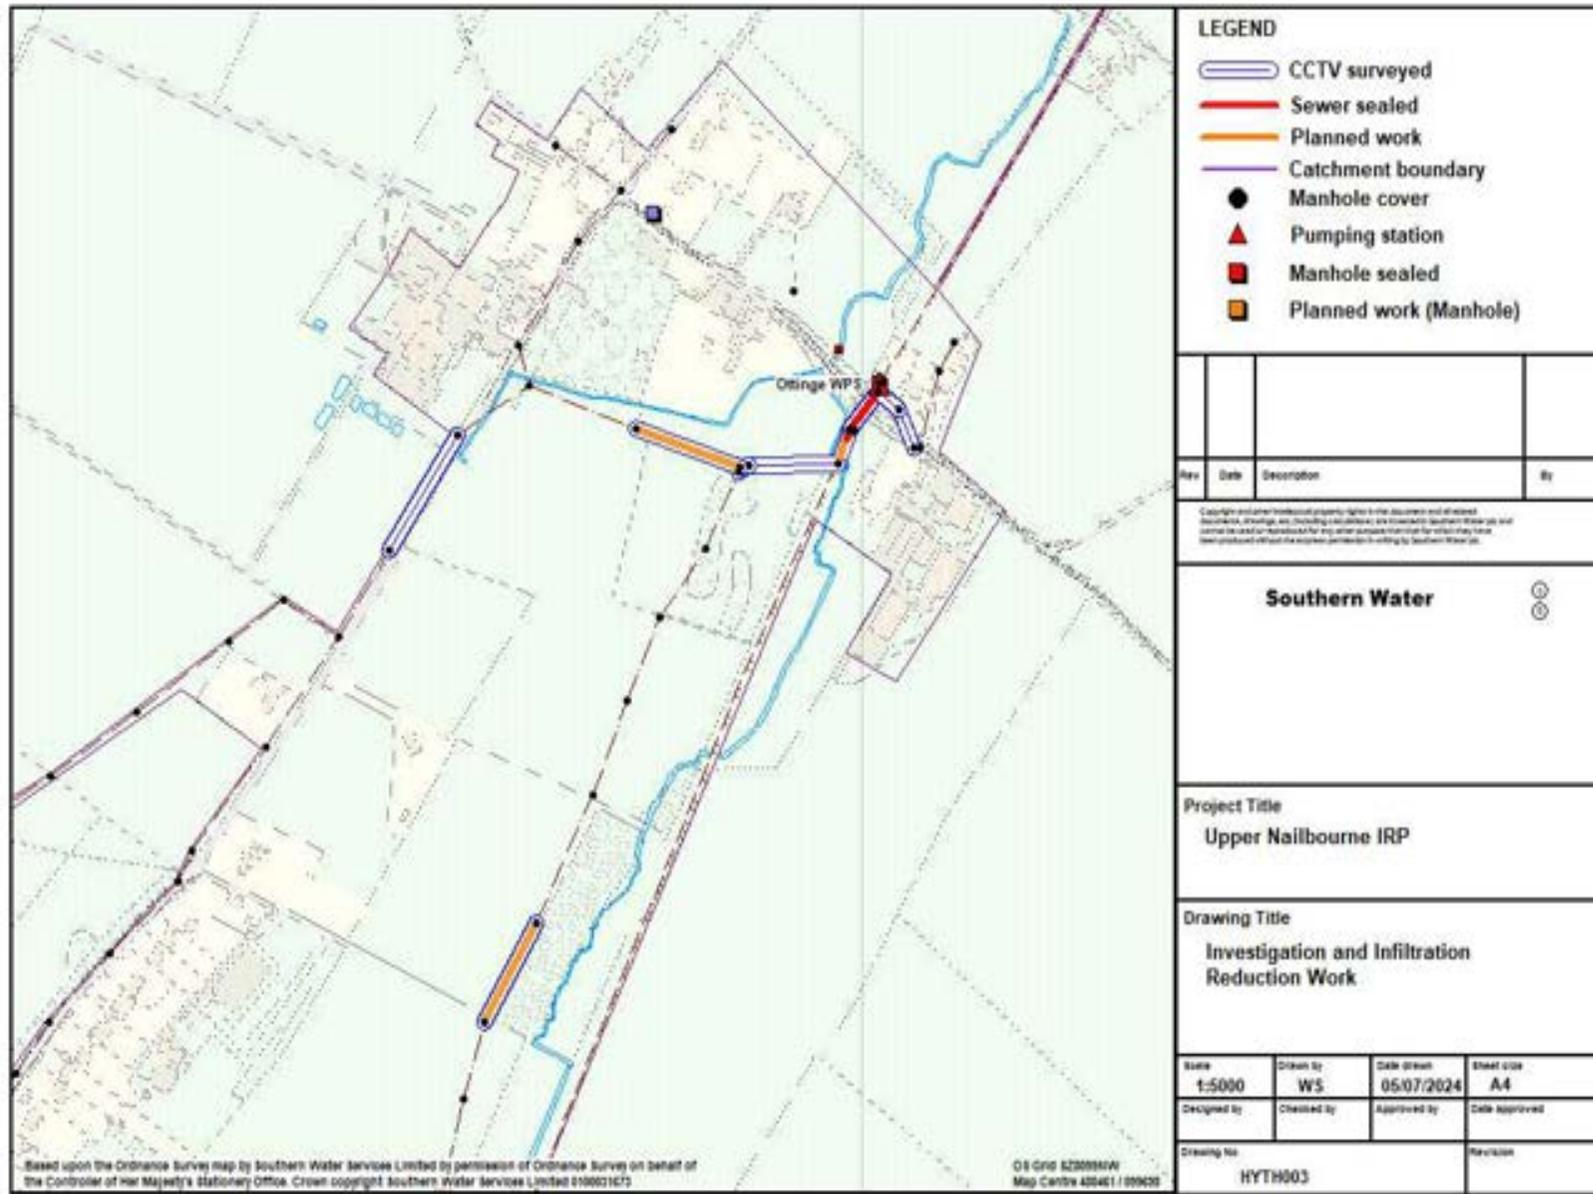 Ottinge WPS
Based upon the Ordnance Survey map by Southern Water Services Limited by permission of Ordnance Survey on behalf of
the Controller of Her Majesty's Stationery Office. Crown copyright Southern Water Services Limited
OS Grid
Map Centre
LEGEND
CCTV surveyed
Sewer sealed
Planned work
Catchment boundary
Manhole cover
Pumping station
Manhole sealed
Planned work (Manhole)
Rev Date Description By
Southern Water
Project Title
Upper Nailbourne IRP
Drawing Title
Investigation and Infiltration
Reduction Work
Scale Drawn by Date drawn Sheet size
1:5000 WS 05/07/2024 A4
Designed by Checked by Approved by Date approved
Drawing No Revision
HYTH003